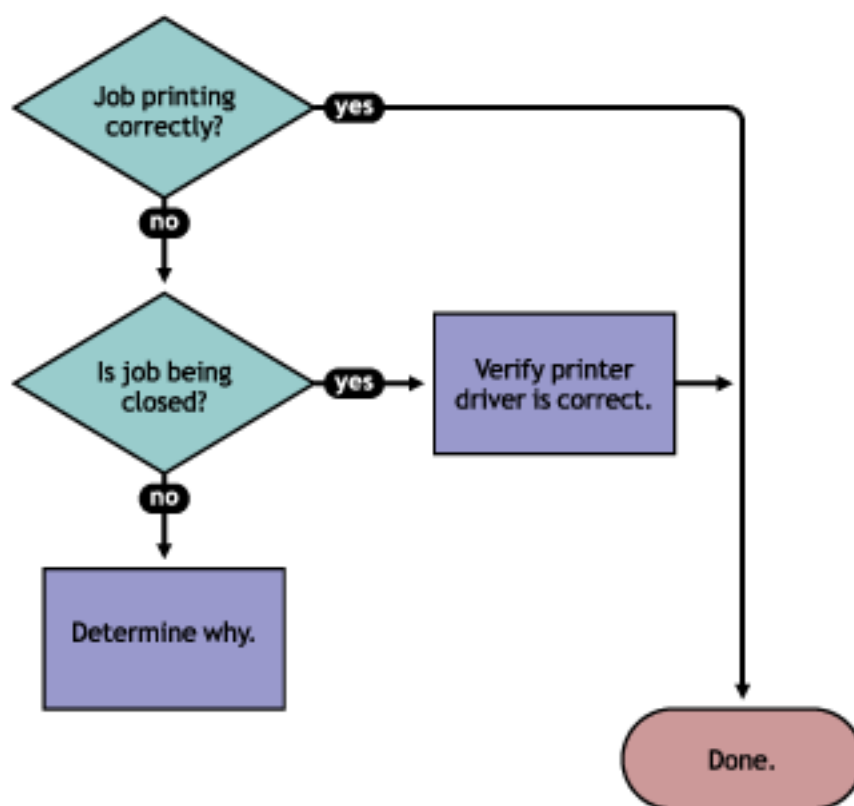 Job printing
correctly?
yes
no
Is job being
closed?
yes
Verify printer
driver is correct.
no
Determine why.
Done.